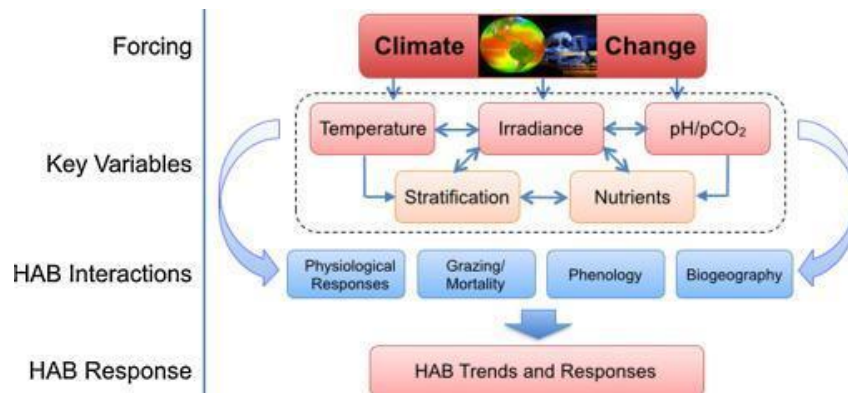 Forcing
Climate Change
Key Variables
Temperature
Irradiance
pH/pCO₂
Stratification
Nutrients
HAB Interactions
Physiological
Responses
Grazing/
Mortality
Phenology
Biogeography
HAB Response
HAB Trends and Responses